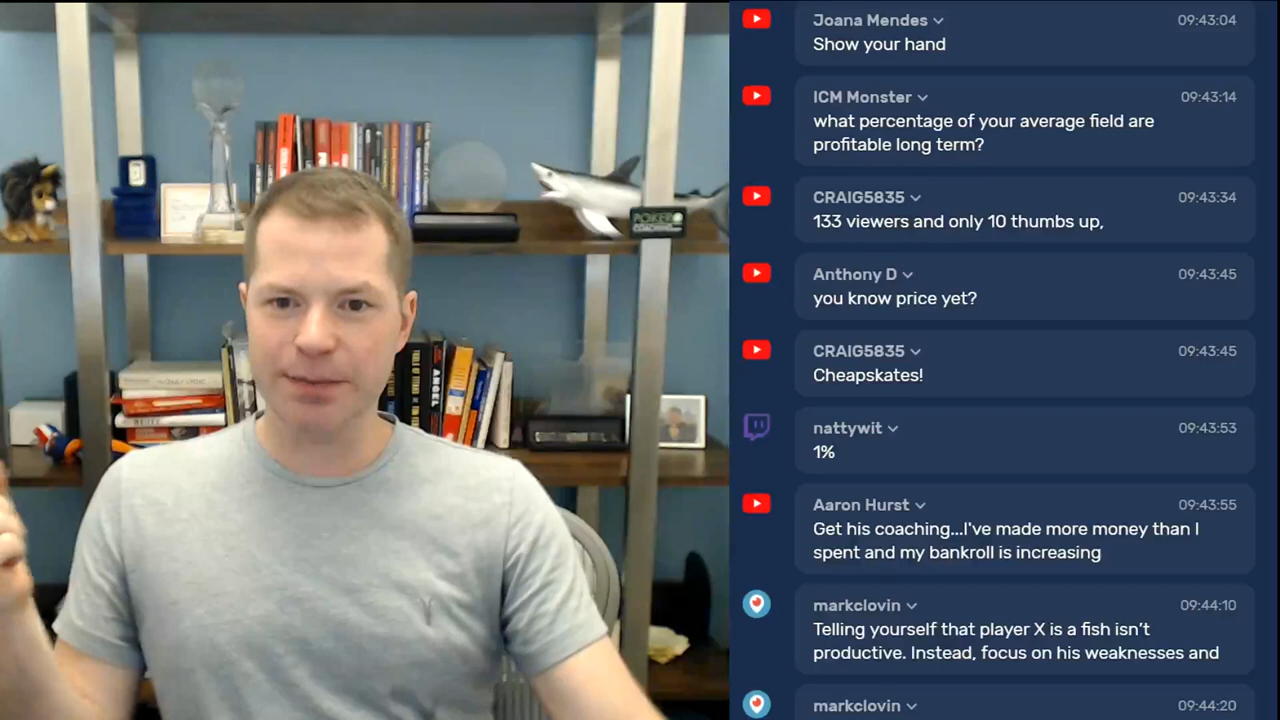 Joana Mendes
09:43:04
Show your hand
ICM Monster
09:43:14
what percentage of your average field are
profitable long term?
CRAIG5835
09:43:34
133 viewers and only 10 thumbs up,
Anthony D
09:43:45
you know price yet?
CRAIG5835
09:43:45
Cheapskates!
nattywit
09:43:53
1%
Aaron Hurst
09:43:55
Get his coaching...I've made more money than I
spent and my bankroll is increasing
markclovin
09:44:10
Telling yourself that player X is a fish isn't
productive. Instead, focus on his weaknesses and
markclovin
09:44:20
POKER
COACHING
ANGEL